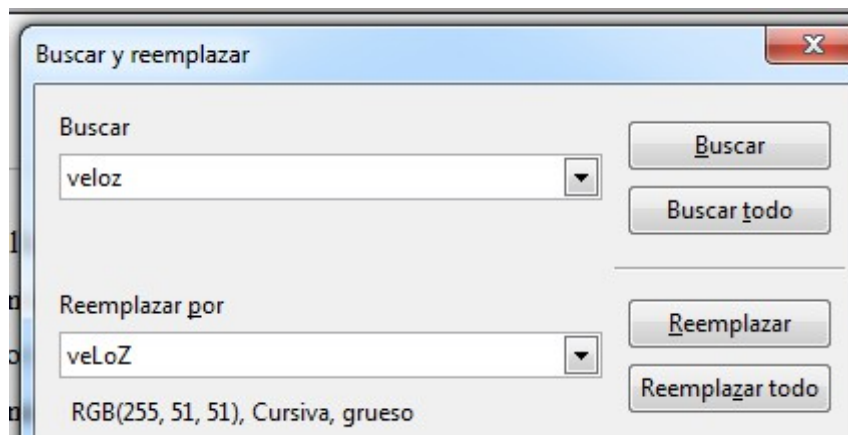 Buscar y reemplazar
Buscar
veloz
Buscar
Buscar todo
Reemplazar por
veLoZ
Reemplazar
Reemplazar todo
RGB(255, 51, 51), Cursiva, grueso